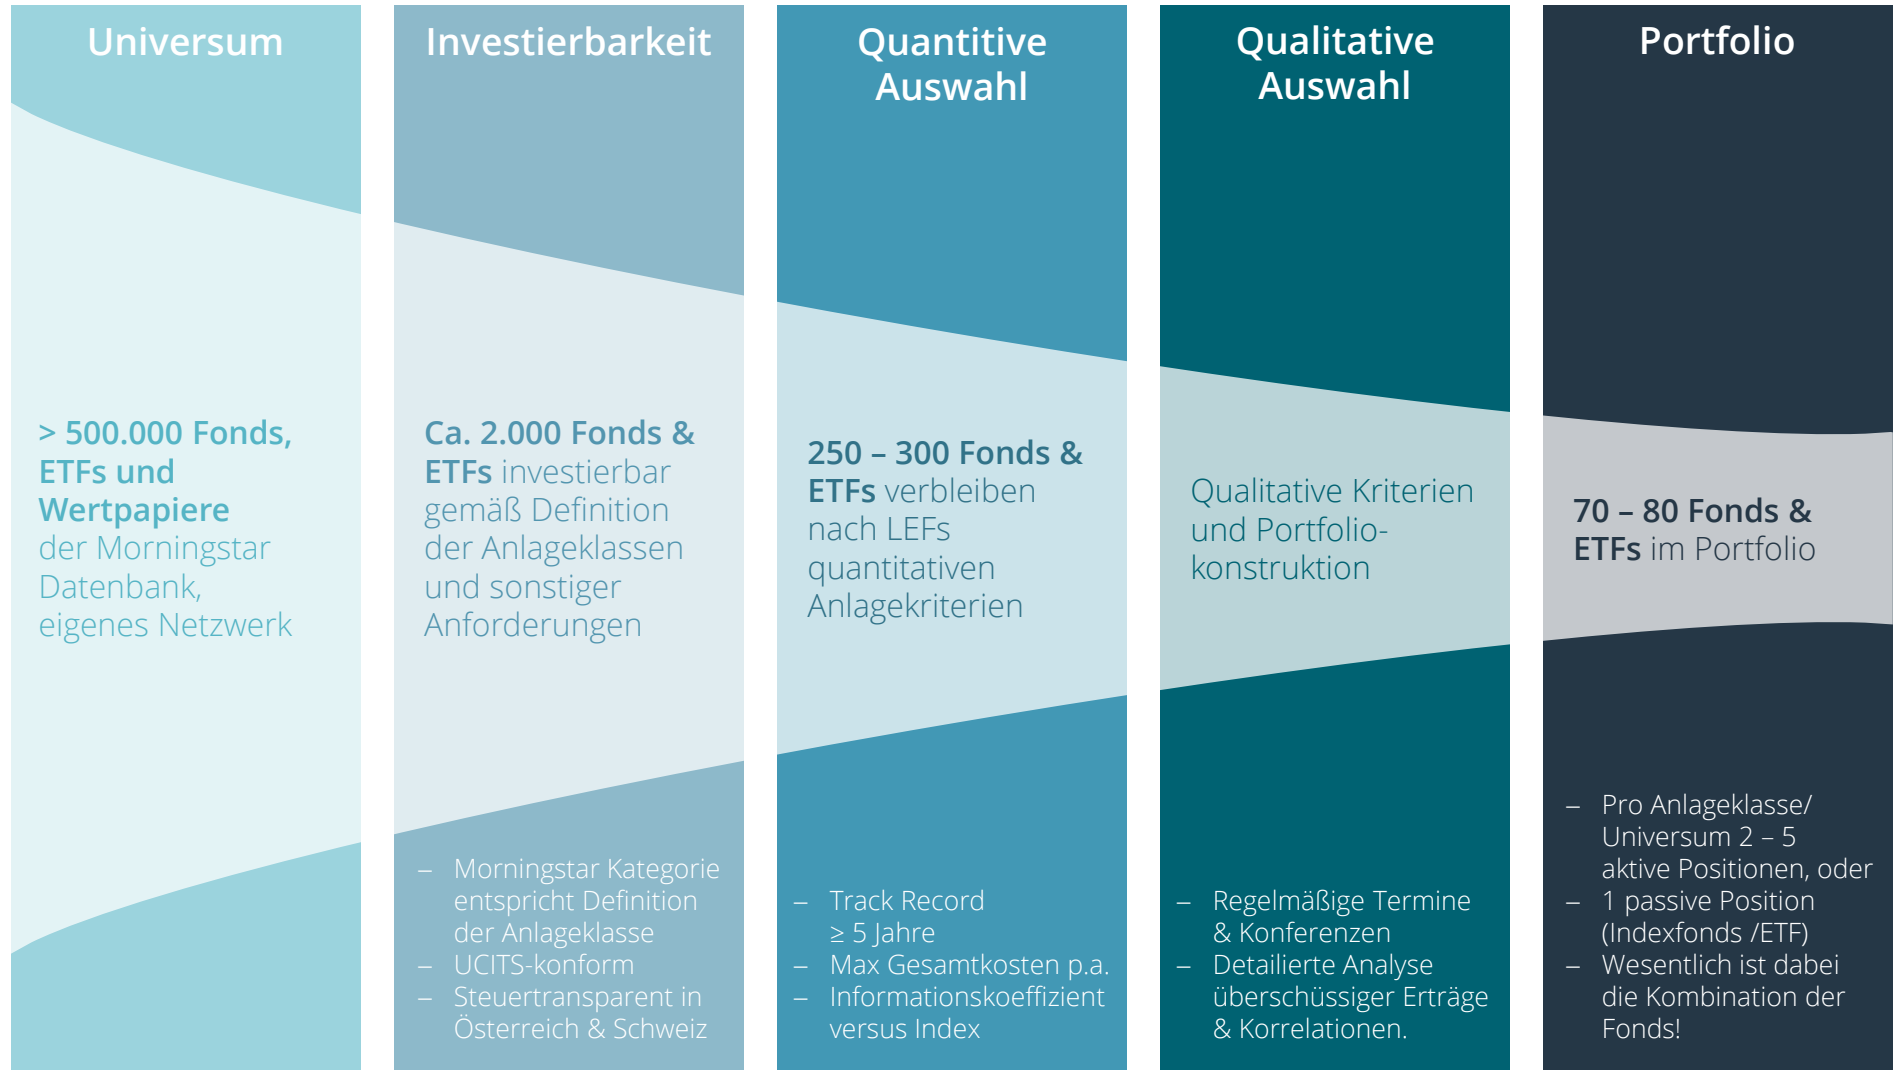 Universum
> 500.000 Fonds,
ETFs und
Wertpapiere
der Morningstar
Datenbank,
eigenes Netzwerk
Investierbarkeit
Ca. 2.000 Fonds &
ETFs investierbar
gemäß Definition
der Anlageklassen
und sonstiger
Anforderungen
– Morningstar Kategorie
entspricht Definition
der Anlageklasse
– UCITS-konform
– Steuertransparent in
Österreich & Schweiz
Quantitive
Auswahl
250 – 300 Fonds &
ETFs verbleiben
nach LEFs
quantitativen
Anlagekriterien
– Track Record
≥ 5 Jahre
– Max Gesamtkosten p.a.
– Informationskoeffizient
versus Index
Qualitative
Auswahl
Qualitative Kriterien
und Portfolio-
konstruktion
– Regelmäßige Termine
& Konferenzen
– Detailierte Analyse
überschüssiger Erträge
& Korrelationen.
Portfolio
70 – 80 Fonds &
ETFs im Portfolio
– Pro Anlageklasse/
Universum 2 – 5
aktive Positionen, oder
– 1 passive Position
(Indexfonds /ETF)
– Wesentlich ist dabei
die Kombination der
Fonds!